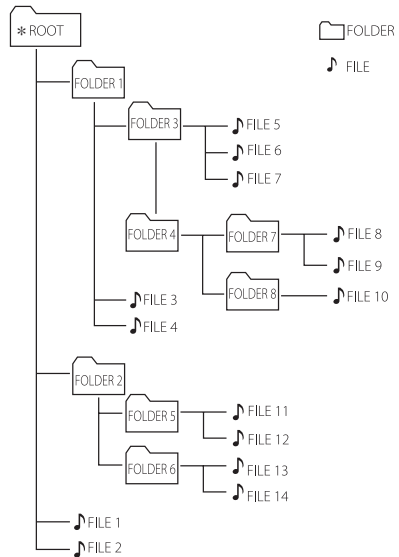 * ROOT
FOLDER
FILE
FOLDER 1
FOLDER 3
FILE 5
FILE 6
FILE 7
FOLDER 4
FOLDER 7
FILE 8
FILE 9
FOLDER 8
FILE 10
FILE 3
FILE 4
FOLDER 2
FOLDER 5
FILE 11
FILE 12
FOLDER 6
FILE 13
FILE 14
FILE 1
FILE 2